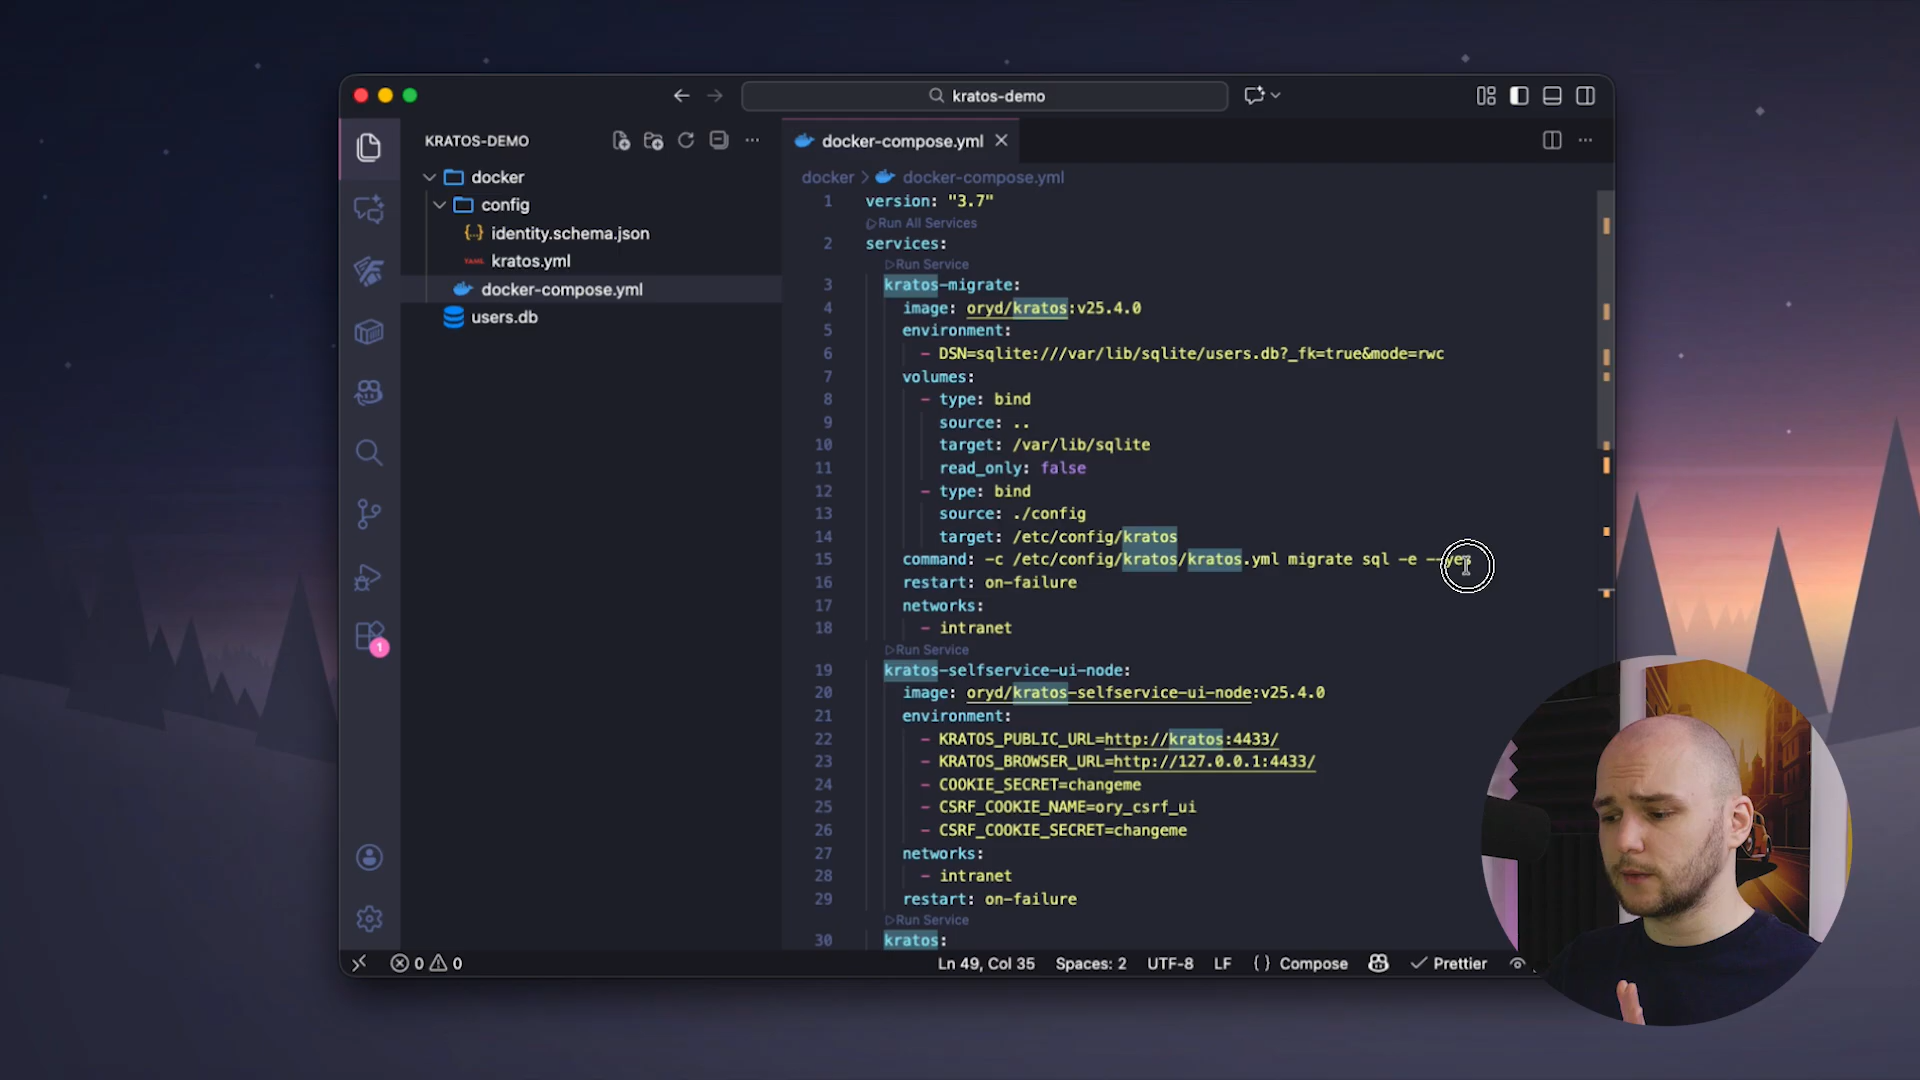 kratos-demo
KRATOS-DEMO
docker
config
identity.schema.json
YAML kratos.yml
docker-compose.yml
users.db
1
docker-compose.yml
docker > docker-compose.yml
1 version: "3.7"
Run All Services
2 services:
Run Service
3 kratos-migrate:
4 image: oryd/kratos:v25.4.0
5 environment:
6 - DSN=sqlite:///var/lib/sqlite/users.db?_fk=true&mode=rwc
7 volumes:
8 - type: bind
9 source: ..
10 target: /var/lib/sqlite
11 read_only: false
12 - type: bind
13 source: ./config
14 target: /etc/config/kratos
15 command: -c /etc/config/kratos/kratos.yml migrate sql -e --yes
16 restart: on-failure
17 networks:
18 - intranet
Run Service
19 kratos-selfservice-ui-node:
20 image: oryd/kratos-selfservice-ui-node:v25.4.0
21 environment:
22 - KRATOS_PUBLIC_URL=http://kratos:4433/
23 - KRATOS_BROWSER_URL=http://127.0.0.1:4433/
24 - COOKIE_SECRET=changeme
25 - CSRF_COOKIE_NAME=ory_csrf_ui
26 - CSRF_COOKIE_SECRET=changeme
27 networks:
28 - intranet
29 restart: on-failure
Run Service
30 kratos:
0 0 Ln 49, Col 35 Spaces: 2 UTF-8 LF Compose Prettier